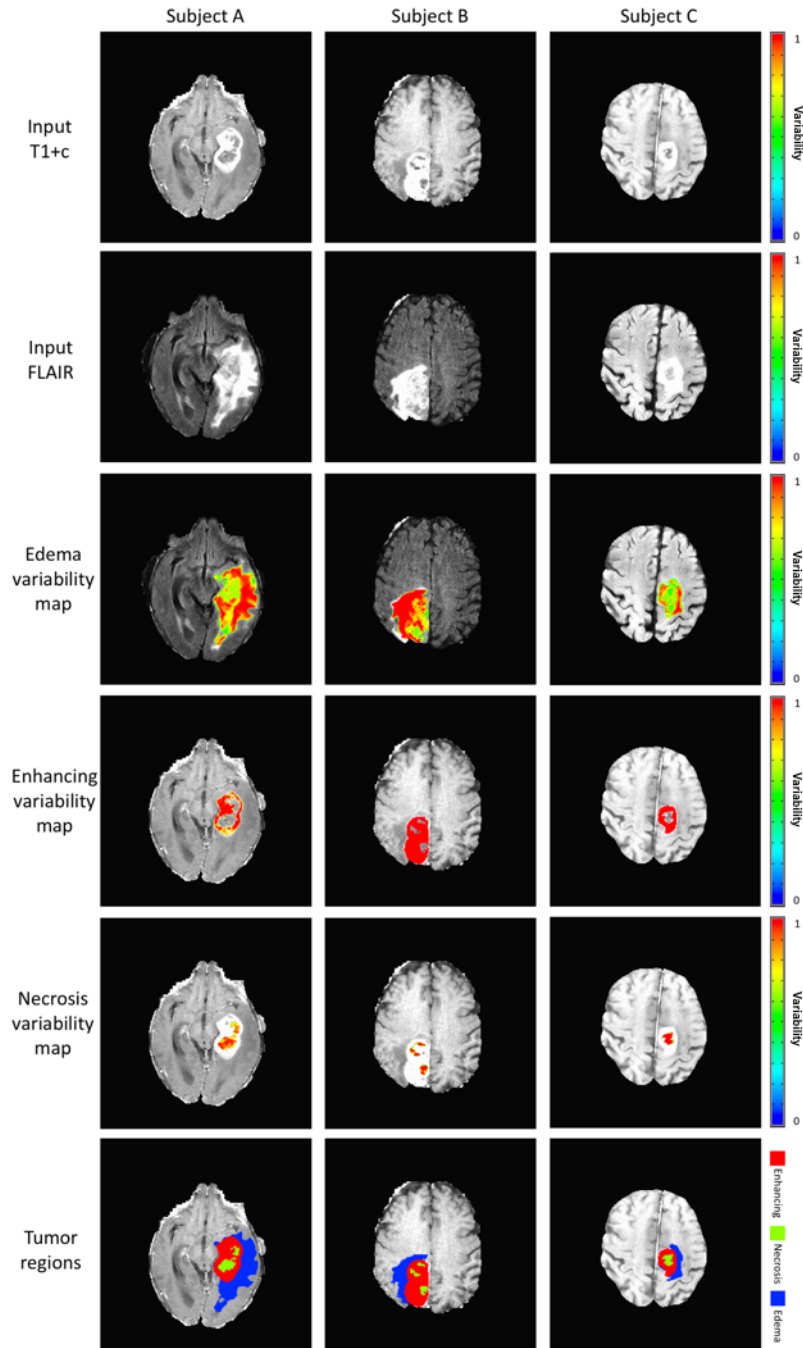 Subject A
Subject B
Subject C
Input
T1+c
1
Variability
0
Input
FLAIR
1
Variability
0
Edema
variability
map
1
Variability
0
Enhancing
variability
map
1
Variability
0
Necrosis
variability
map
1
Variability
0
Tumor
regions
Enhancing
Necrosis
Edema